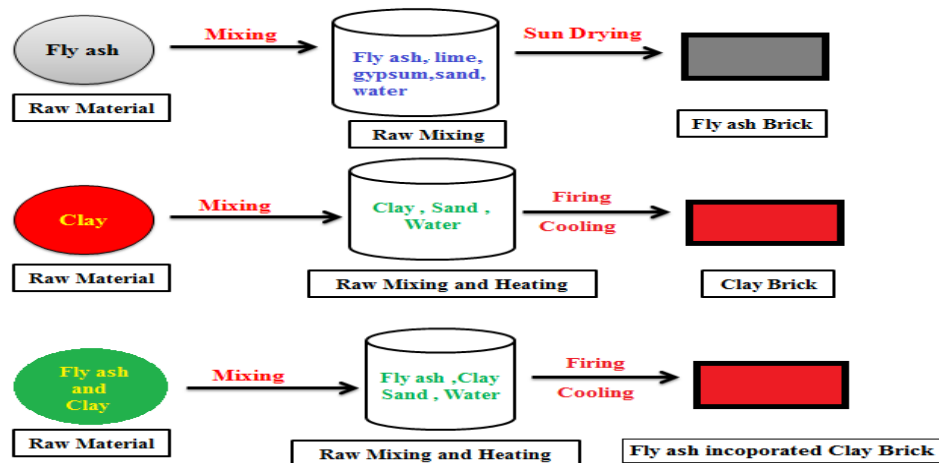 Fly ash
Mixing
Fly ash, lime,
gypsum,sand,
water
Sun Drying
Raw Material
Raw Mixing
Fly ash Brick
Clay
Mixing
Clay , Sand ,
Water
Firing
Cooling
Raw Material
Raw Mixing and Heating
Clay Brick
Fly ash
and
Clay
Mixing
Fly ash ,Clay
Sand , Water
Firing
Cooling
Raw Material
Raw Mixing and Heating
Fly ash incoporated Clay Brick